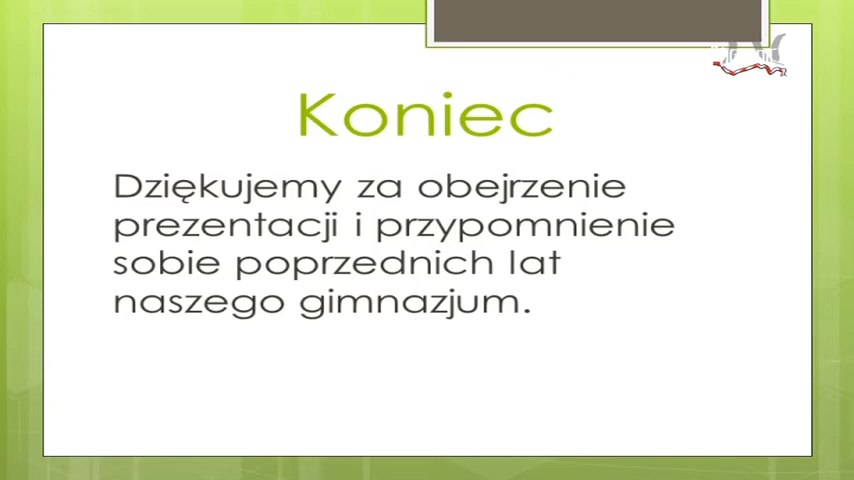 Koniec
Dziękujemy za obejrzenie
prezentacji i przypomnienie
sobie poprzednich lat
naszego gimnazjum.